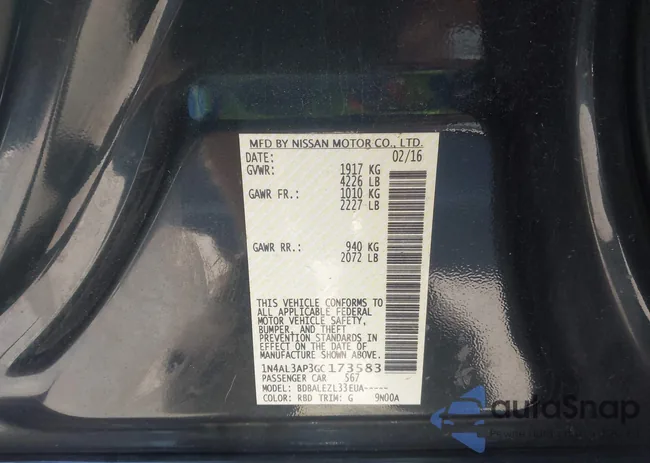 MFD BY NISSAN MOTOR CO., LTD.
DATE: 02/16
GVWR: 1917 KG
4226 LB
GAWR FR.: 1010 KG
2227 LB
GAWR RR.: 940 KG
2072 LB
THIS VEHICLE CONFORMS TO
ALL APPLICABLE FEDERAL
MOTOR VEHICLE SAFETY,
BUMPER, AND THEFT
PREVENTION STANDARDS IN
EFFECT ON THE DATE OF
MANUFACTURE SHOWN ABOVE.
1N4AL3AP3GC173583
PASSENGER CAR 567
MODEL: BDBALEZL33EUA-----
COLOR: RBD TRIM: G 9N00A
autoSnap